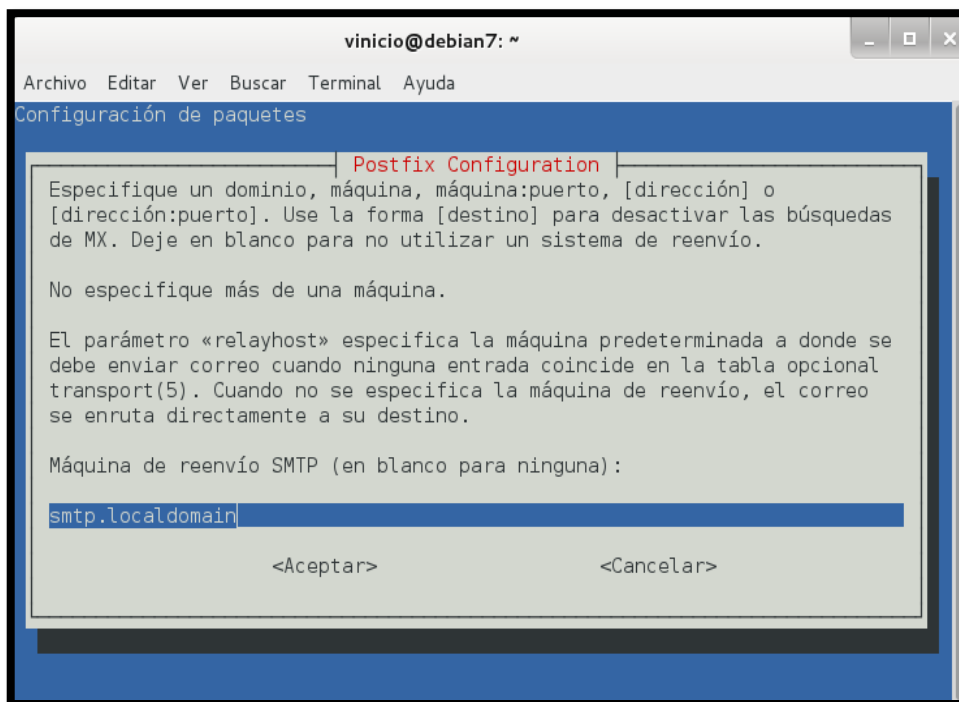 vinicio@debian7: ~
Archivo Editar Ver Buscar Terminal Ayuda
Configuración de paquetes
Postfix Configuration
Especifique un dominio, máquina, máquina:puerto, [dirección] o
[dirección:puerto]. Use la forma [destino] para desactivar las búsquedas
de MX. Deje en blanco para no utilizar un sistema de reenvío.
No especifique más de una máquina.
El parámetro «relayhost» especifica la máquina predeterminada a donde se
debe enviar correo cuando ninguna entrada coincide en la tabla opcional
transport(5). Cuando no se especifica la máquina de reenvío, el correo
se enruta directamente a su destino.
Máquina de reenvío SMTP (en blanco para ninguna):
smtp.localdomain
<Aceptar> <Cancelar>